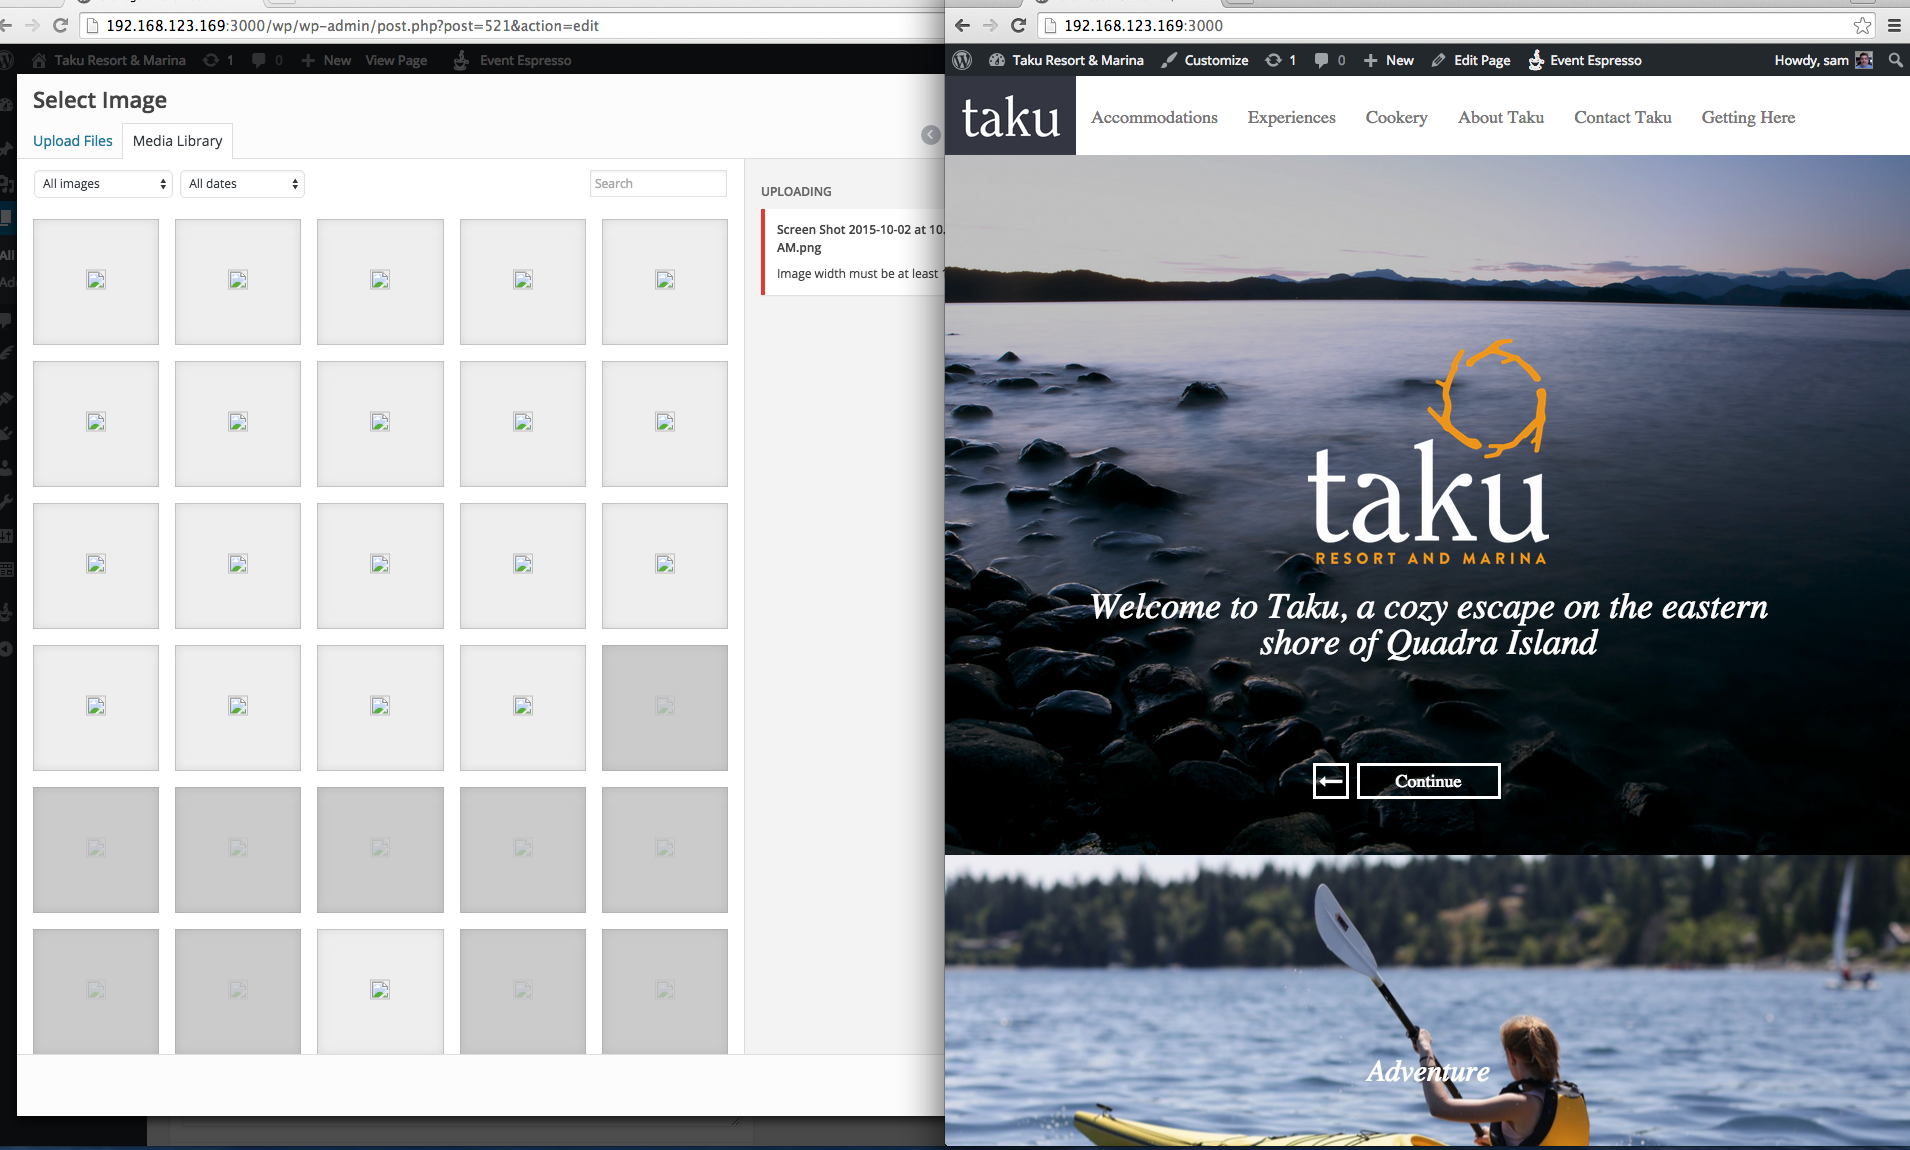 192.168.123.169:3000/wp/wp-admin/post.php?post=521&action=edit
Taku Resort & Marina 1 0 New View Page Event Espresso
Select Image
Upload Files Media Library
All images All dates Search
All
UPLOADING
Screen Shot 2015-10-02 at 10.
AM.png
Image width must be at least
192.168.123.169:3000
Taku Resort & Marina Customize 1 0 New Edit Page Event Espresso Howdy, sam
taku Accommodations Experiences Cookery About Taku Contact Taku Getting Here
taku
RESORT AND MARINA
Welcome to Taku, a cozy escape on the eastern
shore of Quadra Island
Continue
Adventure